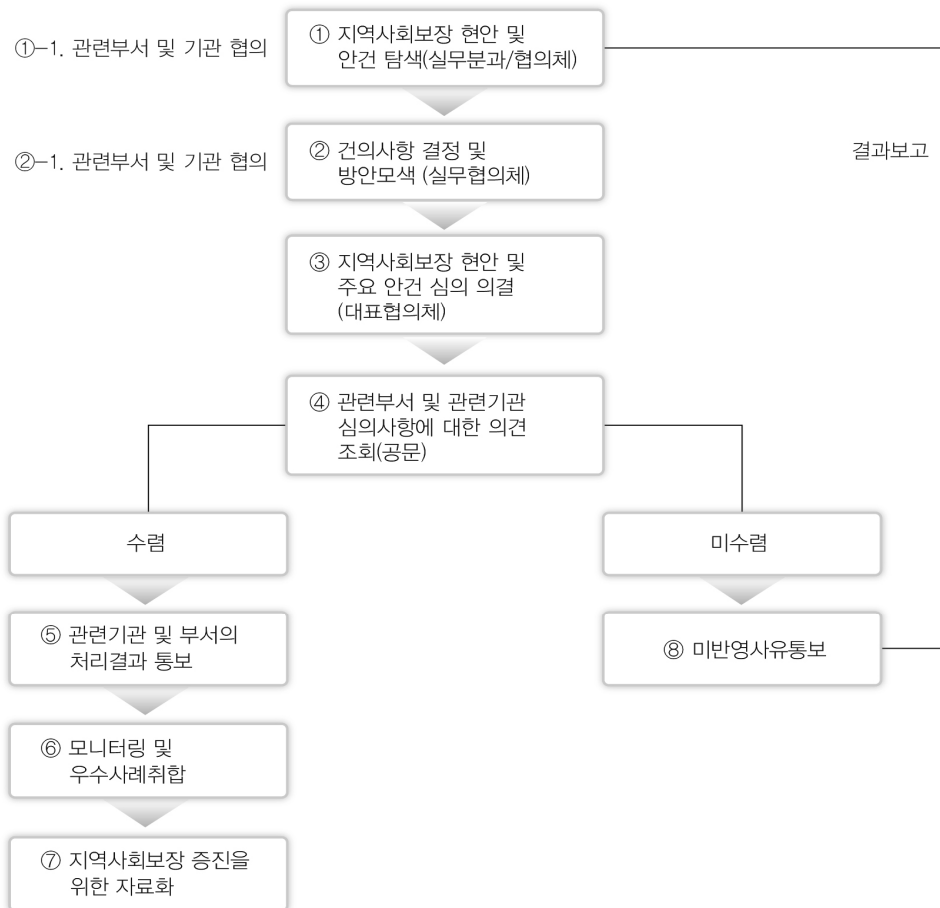 ①-1. 관련부서 및 기관 협의
① 지역사회보장 현안 및
안건 탐색(실무분과/협의체)
②-1. 관련부서 및 기관 협의
② 건의사항 결정 및
방안모색 (실무협의체)
결과보고
③ 지역사회보장 현안 및
주요 안건 심의 의결
(대표협의체)
④ 관련부서 및 관련기관
심의사항에 대한 의견
조회(공문)
수렴
미수렴
⑤ 관련기관 및 부서의
처리결과 통보
⑧ 미반영사유통보
⑥ 모니터링 및
우수사례취합
⑦ 지역사회보장 증진을
위한 자료화